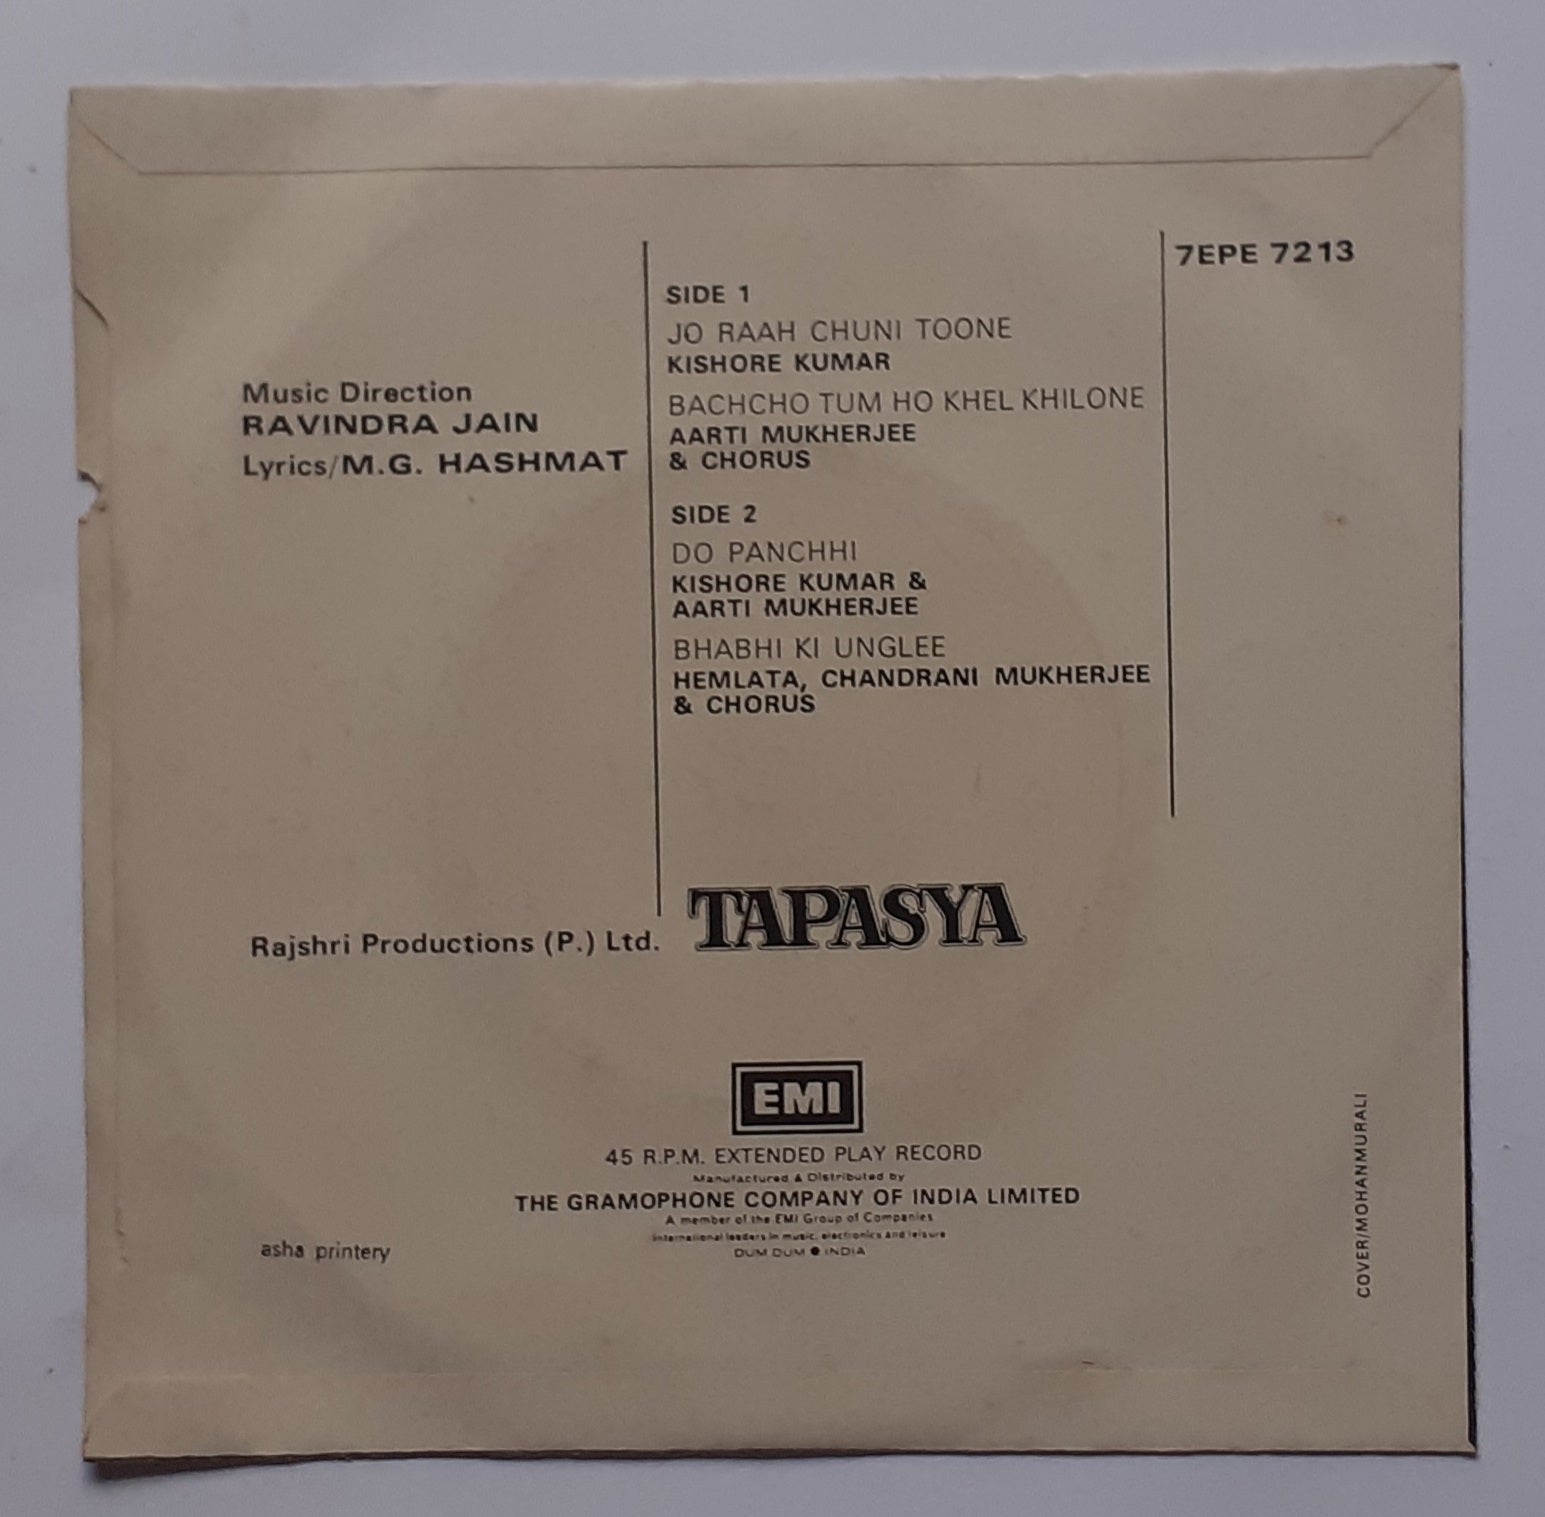 7EPE 7213
Music Direction
RAVINDRA JAIN
Lyrics/M.G. HASHMAT
SIDE 1
JO RAAH CHUNI TOONE
KISHORE KUMAR
BACHCHO TUM HO KHEL KHILONE
AARTI MUKHERJEE
& CHORUS
SIDE 2
DO PANCHHI
KISHORE KUMAR &
AARTI MUKHERJEE
BHABHI KI UNGLEE
HEMLATA, CHANDRANI MUKHERJEE
& CHORUS
Rajshri Productions (P.) Ltd.
TAPASYA
EMI
45 R.P.M. EXTENDED PLAY RECORD
Manufactured & Distributed by
THE GRAMOPHONE COMPANY OF INDIA LIMITED
A member of the EMI Group of Companies
International leaders in music, electronics and leisure
DUM DUM ● INDIA
asha printery
COVER/MOHANMURALI